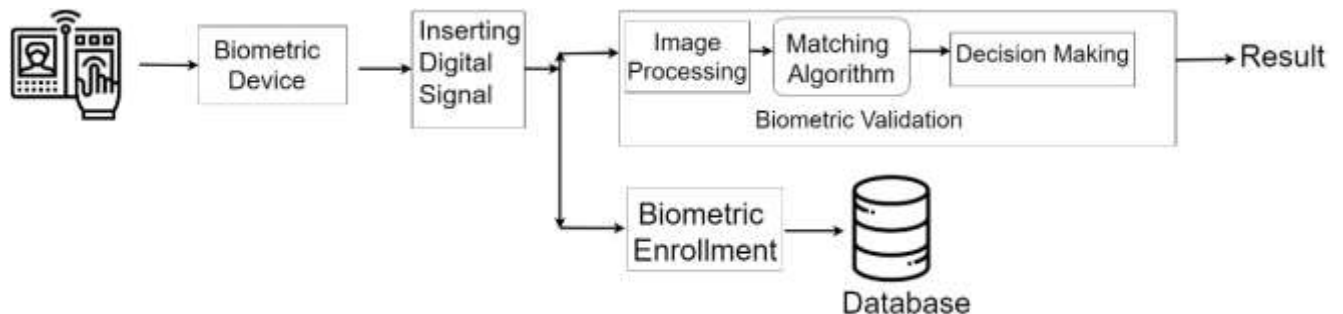 Biometric
Device
Inserting
Digital
Signal
Image
Processing
Matching
Algorithm
Decision Making
Biometric Validation
Result
Biometric
Enrollment
Database